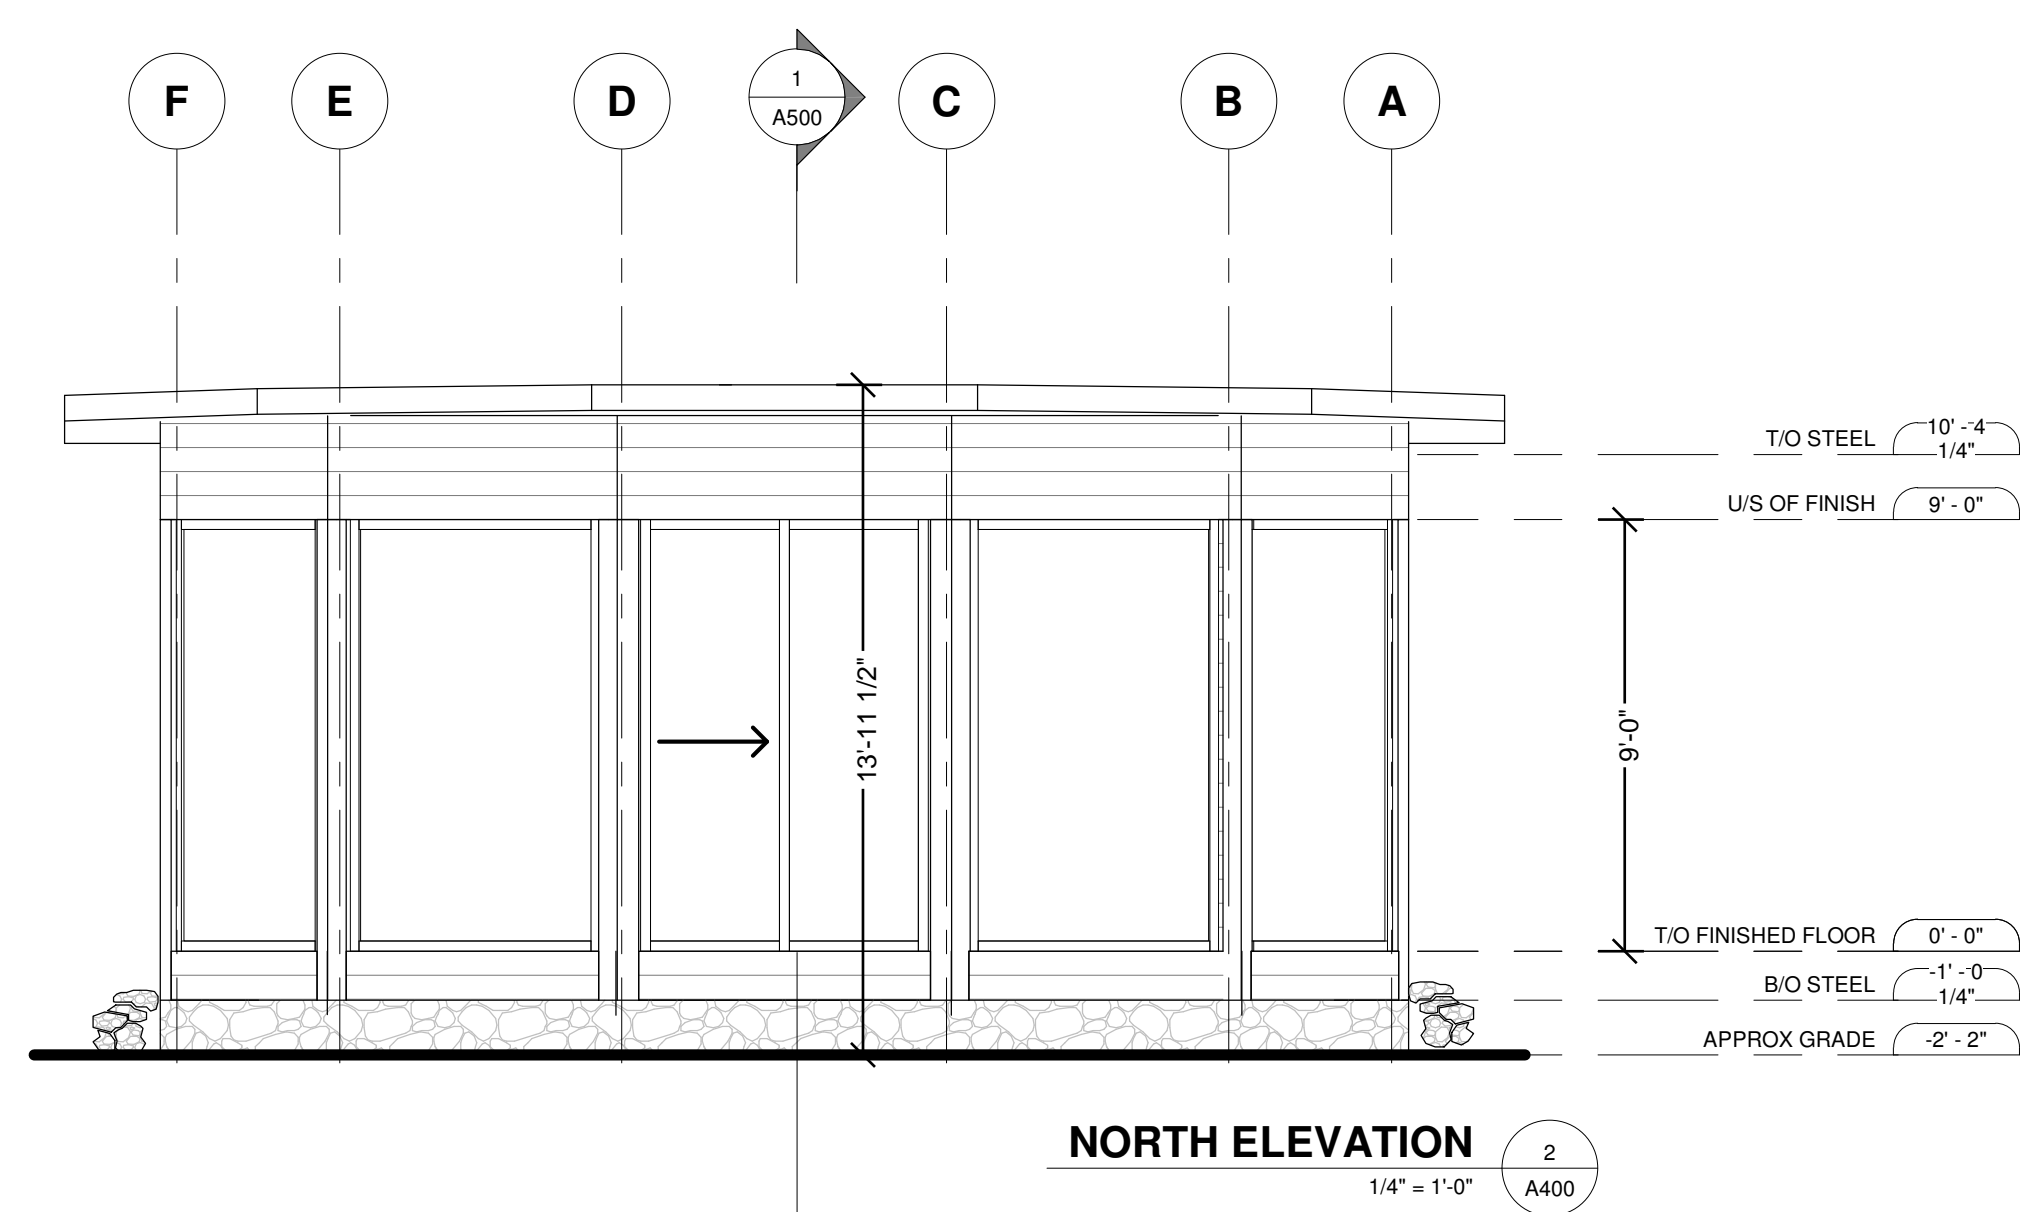 F
E
D
1
A500
C
B
A
T/O STEEL
10' - 4
1/4"
U/S OF FINISH
9' - 0"
13'-11 1/2"
9'-0"
T/O FINISHED FLOOR
0' - 0"
B/O STEEL
-1' - 0
1/4"
APPROX GRADE
-2' - 2"
NORTH ELEVATION
1/4" = 1'-0"
2
A400